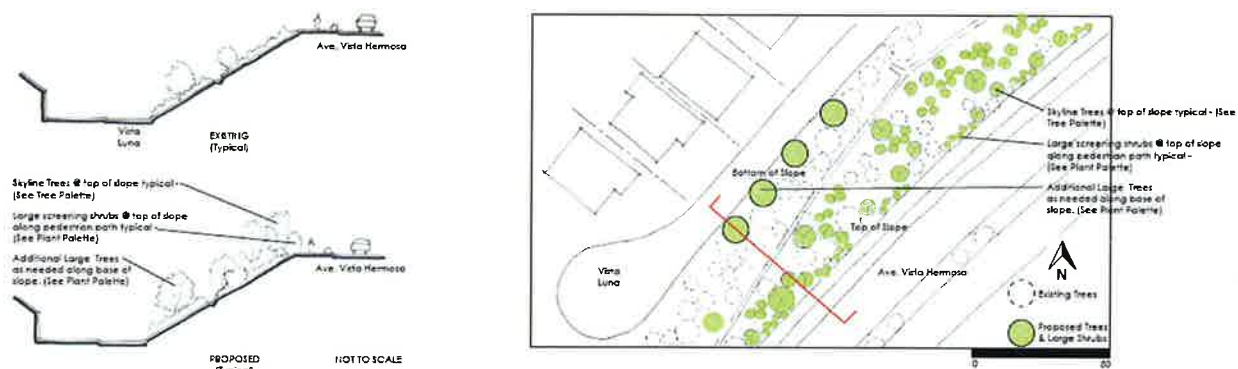 Ave. Vista Hermosa
Vista
Luna
EXISTING
(Typical)
Skyline Trees @ top of slope typical -
(See Tree Palette)
Large screening shrubs @ top of slope
along pedestrian path typical -
(See Plant Palette)
Additional Large Trees
as needed along base of
slope. (See Plant Palette)
Ave. Vista Hermosa
PROPOSED
(Typical)
NOT TO SCALE
Bottom of Slope
Top of Slope
Vista
Luna
Ave. Vista Hermosa
Skyline Trees @ top of slope typical - (See
Tree Palette)
Large screening shrubs @ top of slope
along pedestrian path typical -
(See Plant Palette)
Additional Large Trees
as needed along base of
slope. (See Plant Palette)
N
Existing Trees
Proposed Trees
& Large Shrubs
0